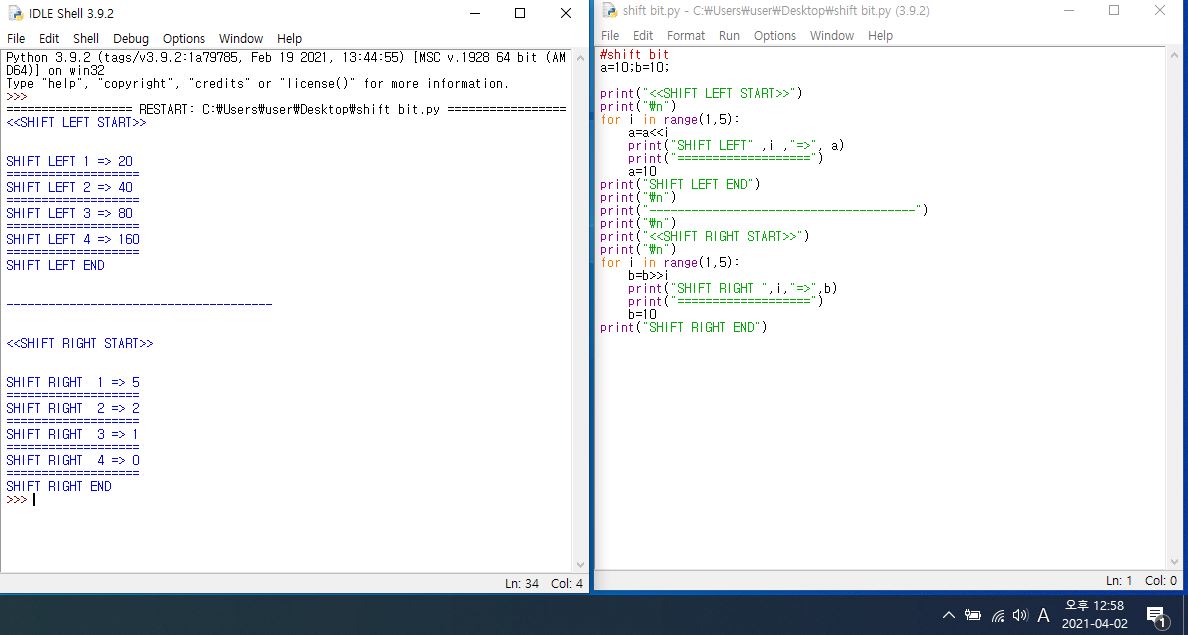 IDLE Shell 3.9.2
File Edit Shell Debug Options Window Help
Python 3.9.2 (tags/v3.9.2:1a79785, Feb 19 2021, 13:44:55) [MSC v.1928 64 bit (AM
D64)] on win32
Type "help", "copyright", "credits" or "license()" for more information.
>>>
================== RESTART: C:₩Users₩user₩Desktop₩shift bit.py =================
<<SHIFT LEFT START>>
SHIFT LEFT 1 => 20
===================
SHIFT LEFT 2 => 40
===================
SHIFT LEFT 3 => 80
===================
SHIFT LEFT 4 => 160
===================
SHIFT LEFT END
--------------------------------------
<<SHIFT RIGHT START>>
SHIFT RIGHT  1 => 5
===================
SHIFT RIGHT  2 => 2
===================
SHIFT RIGHT  3 => 1
===================
SHIFT RIGHT  4 => 0
===================
SHIFT RIGHT END
>>>
Ln: 34 Col: 4
shift bit.py - C:₩Users₩user₩Desktop₩shift bit.py (3.9.2)
File Edit Format Run Options Window Help
#shift bit
a=10;b=10;
print("<<SHIFT LEFT START>>")
print("₩n")
for i in range(1,5):
    a=a<<i
    print("SHIFT LEFT" ,i ,"=>", a)
    print("===================")
    a=10
print("SHIFT LEFT END")
print("₩n")
print("--------------------------------------")
print("₩n")
print("<<SHIFT RIGHT START>>")
print("₩n")
for i in range(1,5):
    b=b>>i
    print("SHIFT RIGHT ",i,"=>",b)
    print("===================")
    b=10
print("SHIFT RIGHT END")
Ln: 1 Col: 0
A
오후 12:58
2021-04-02
1